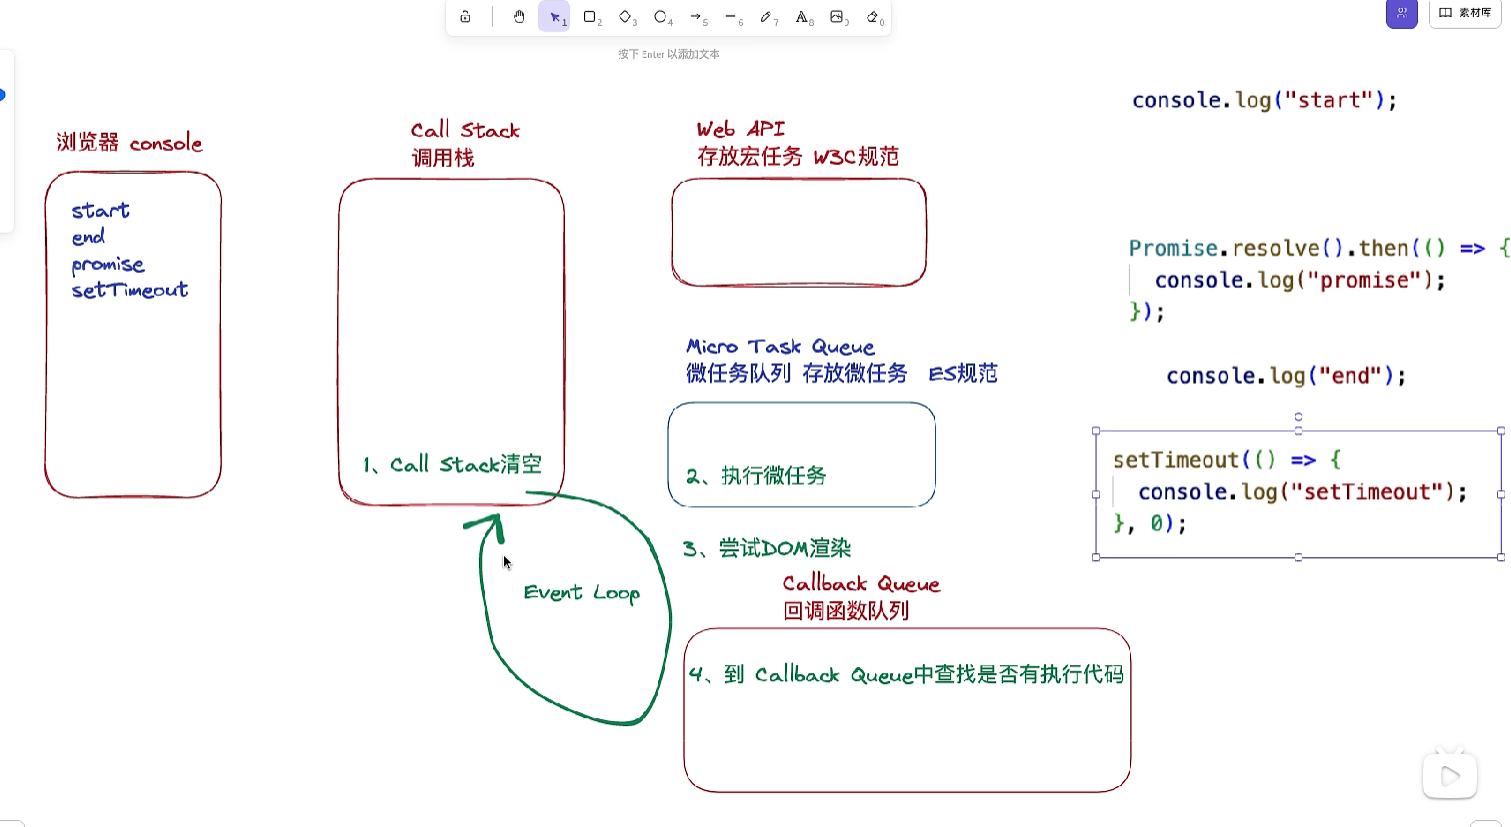 1
2
3
4
5
6
7
8
0
素材库
按下 Enter 以添加文本
浏览器 console
start
end
promise
setTimeout
Call Stack
调用栈
1、Call Stack清空
Event Loop
Web API
存放宏任务 W3C规范
Micro Task Queue
微任务队列 存放微任务 ES规范
2、执行微任务
3、尝试DOM渲染
Callback Queue
回调函数队列
4、到 Callback Queue中查找是否有执行代码
console.log("start");
Promise.resolve().then(() => {
console.log("promise");
});
console.log("end");
setTimeout(() => {
console.log("setTimeout");
}, 0);